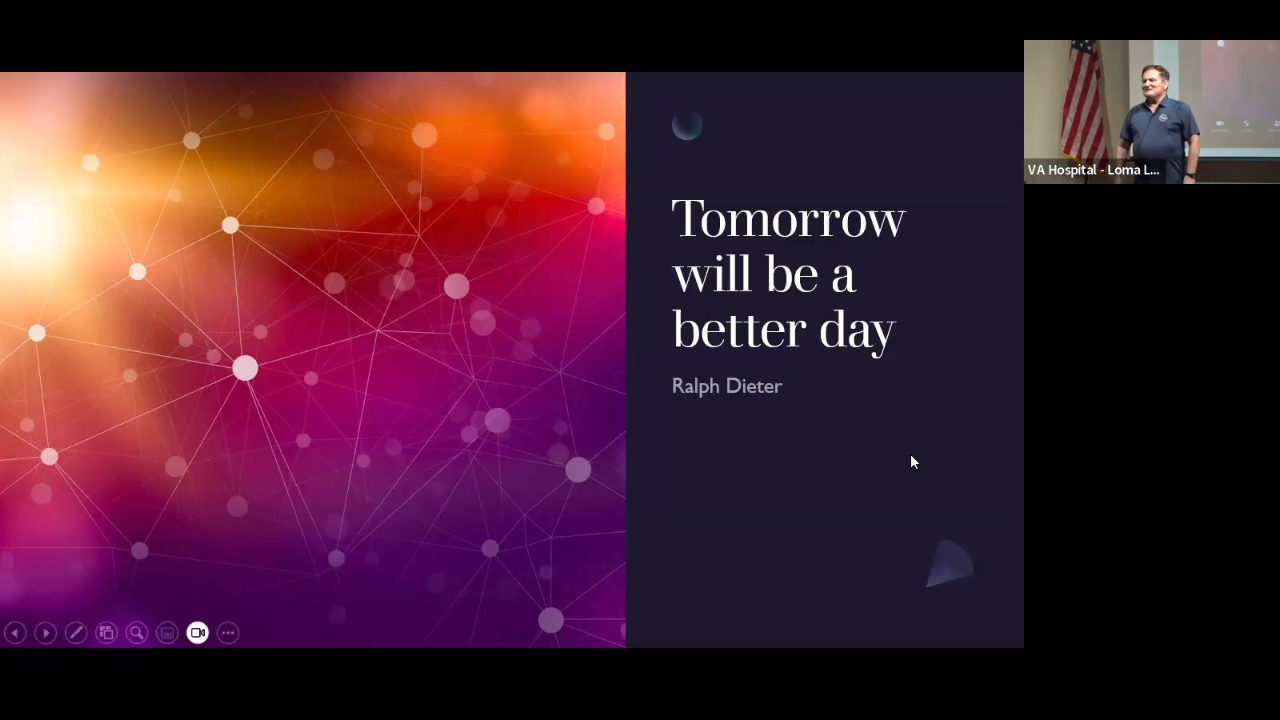 Tomorrow
will be a
better day
Ralph Dieter
VA Hospital - Loma L...